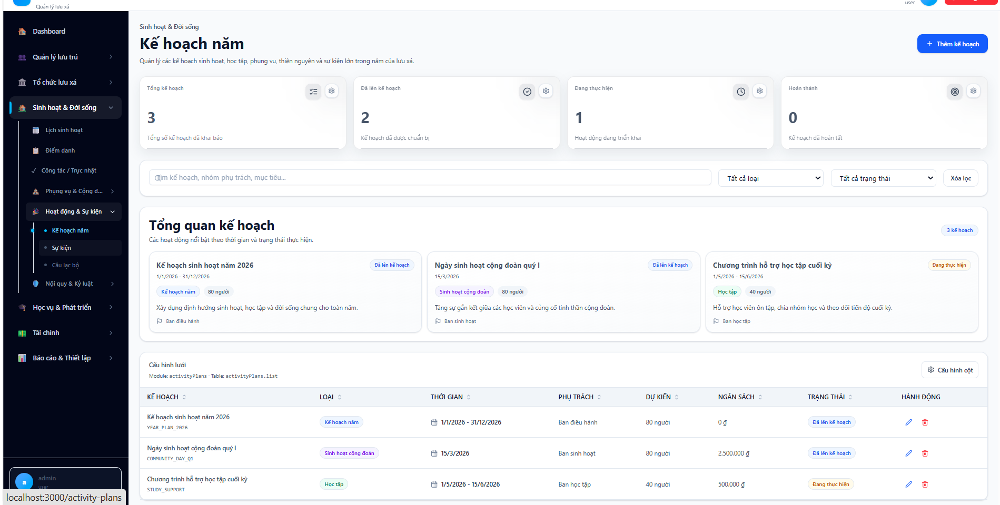 Quản lý lưu xá
user
Dashboard
Quản lý lưu trú
Tổ chức lưu xá
Sinh hoạt & Đời sống
Lịch sinh hoạt
Điểm danh
Công tác / Trực nhật
Phụng vụ & Cộng đ...
Hoạt động & Sự kiện
Kế hoạch năm
Sự kiện
Câu lạc bộ
Nội quy & Kỷ luật
Học vụ & Phát triển
Tài chính
Báo cáo & Thiết lập
a
admin
user
localhost:3000/activity-plans
Sinh hoạt & Đời sống
Kế hoạch năm
Quản lý các kế hoạch sinh hoạt, học tập, phụng vụ, thiện nguyện và sự kiện lớn trong năm của lưu xá.
+ Thêm kế hoạch
Tổng kế hoạch
3
Tổng số kế hoạch đã khai báo
Đã lên kế hoạch
2
Kế hoạch đã được chuẩn bị
Đang thực hiện
1
Hoạt động đang triển khai
Hoàn thành
0
Kế hoạch đã hoàn tất
kế hoạch, nhóm phụ trách, mục tiêu...
Tất cả loại
Tất cả trạng thái
Xóa lọc
Tổng quan kế hoạch
Các hoạt động nổi bật theo thời gian và trạng thái thực hiện.
3 kế hoạch
Kế hoạch sinh hoạt năm 2026
Đã lên kế hoạch
1/1/2026 - 31/12/2026
Kế hoạch năm 80 người
Xây dựng định hướng sinh hoạt, học tập và đời sống chung cho toàn năm.
Ban điều hành
Ngày sinh hoạt cộng đoàn quý I
Đã lên kế hoạch
15/3/2026
Sinh hoạt cộng đoàn 80 người
Tăng sự gắn kết giữa các học viên và củng cố tinh thần cộng đoàn.
Ban sinh hoạt
Chương trình hỗ trợ học tập cuối kỳ
Đang thực hiện
1/5/2026 - 15/6/2026
Học tập 40 người
Hỗ trợ học viên ôn tập, chia nhóm học và theo dõi tiến độ cuối kỳ.
Ban học tập
Cấu hình lưới
Module: activityPlans · Table: activityPlans.list
Cấu hình cột
KẾ HOẠCH LOẠI THỜI GIAN PHỤ TRÁCH DỰ KIẾN NGÂN SÁCH TRẠNG THÁI HÀNH ĐỘNG
Kế hoạch sinh hoạt năm 2026
YEAR_PLAN_2026
Kế hoạch năm 1/1/2026 - 31/12/2026 Ban điều hành 80 người 0 ₫ Đã lên kế hoạch
Ngày sinh hoạt cộng đoàn quý I
COMMUNITY_DAY_Q1
Sinh hoạt cộng đoàn 15/3/2026 Ban sinh hoạt 80 người 2.500.000 ₫ Đã lên kế hoạch
Chương trình hỗ trợ học tập cuối kỳ
STUDY_SUPPORT
Học tập 1/5/2026 - 15/6/2026 Ban học tập 40 người 500.000 ₫ Đang thực hiện